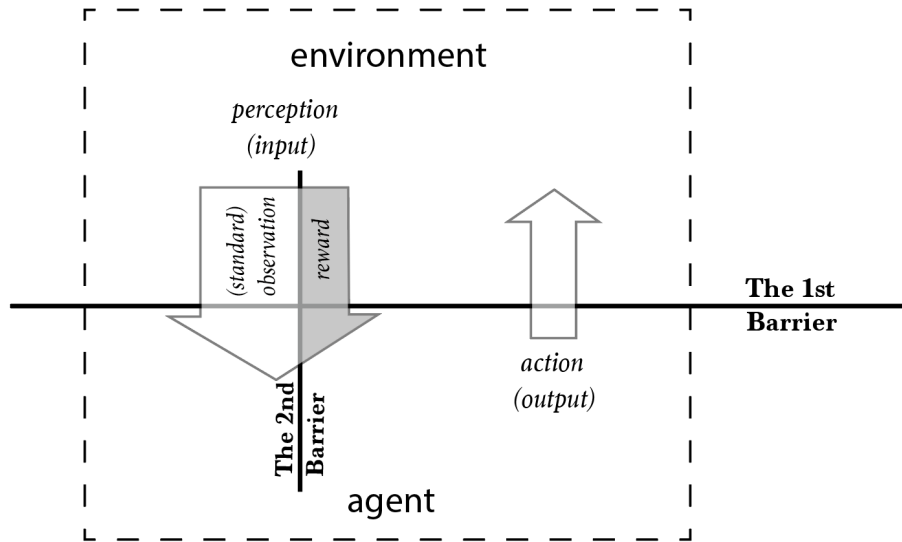 environment
perception
(input)
(standard)
observation
reward
The 1st
Barrier
action
(output)
The 2nd
Barrier
agent